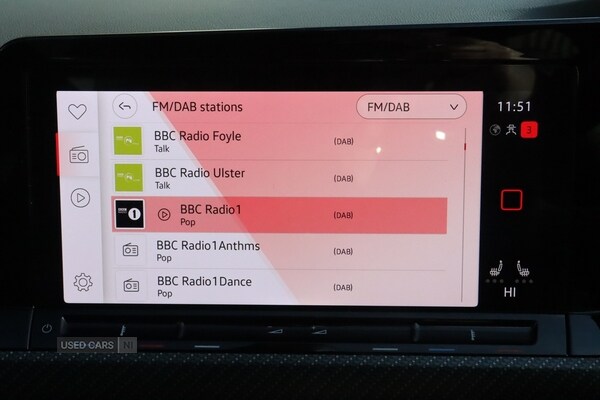 FM/DAB stations
FM/DAB
11:51
3
BBC Radio Foyle
Talk
(DAB)
BBC Radio Ulster
Talk
(DAB)
BBC Radio1
Pop
(DAB)
1
BBC Radio1Anthms
Pop
(DAB)
BBC Radio1Dance
Pop
(DAB)
HI
USED CARS NI